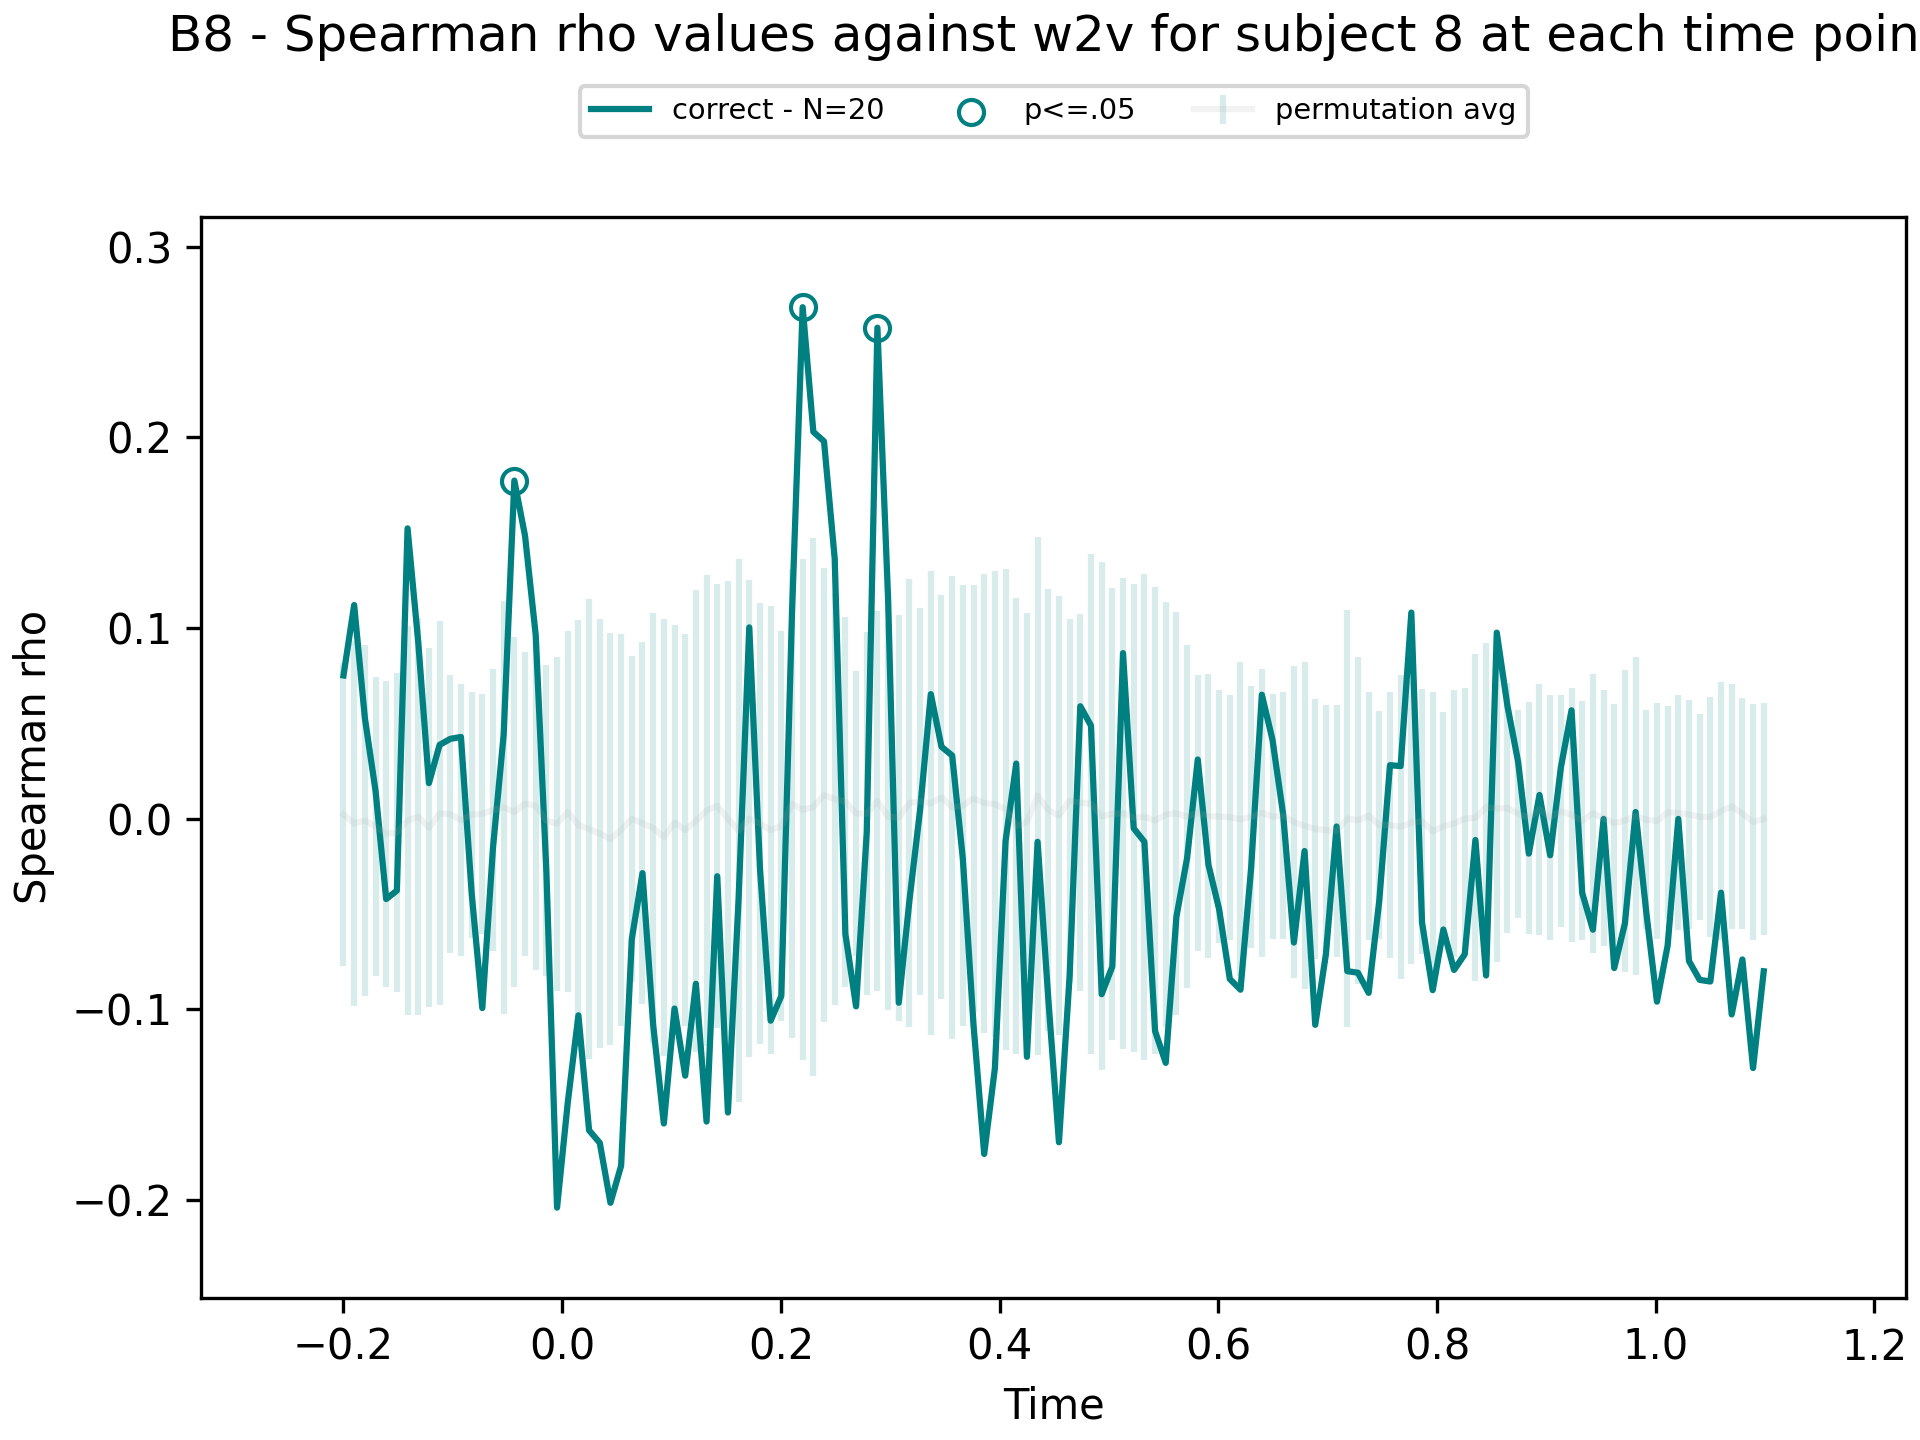 B8 - Spearman rho values against w2v for subject 8 at each time poin
correct - N=20 p<=.05 permutation avg
0.3
0.2
0.1
0.0
−0.1
−0.2
Spearman rho
−0.2 0.0 0.2 0.4 0.6 0.8 1.0 1.2
Time